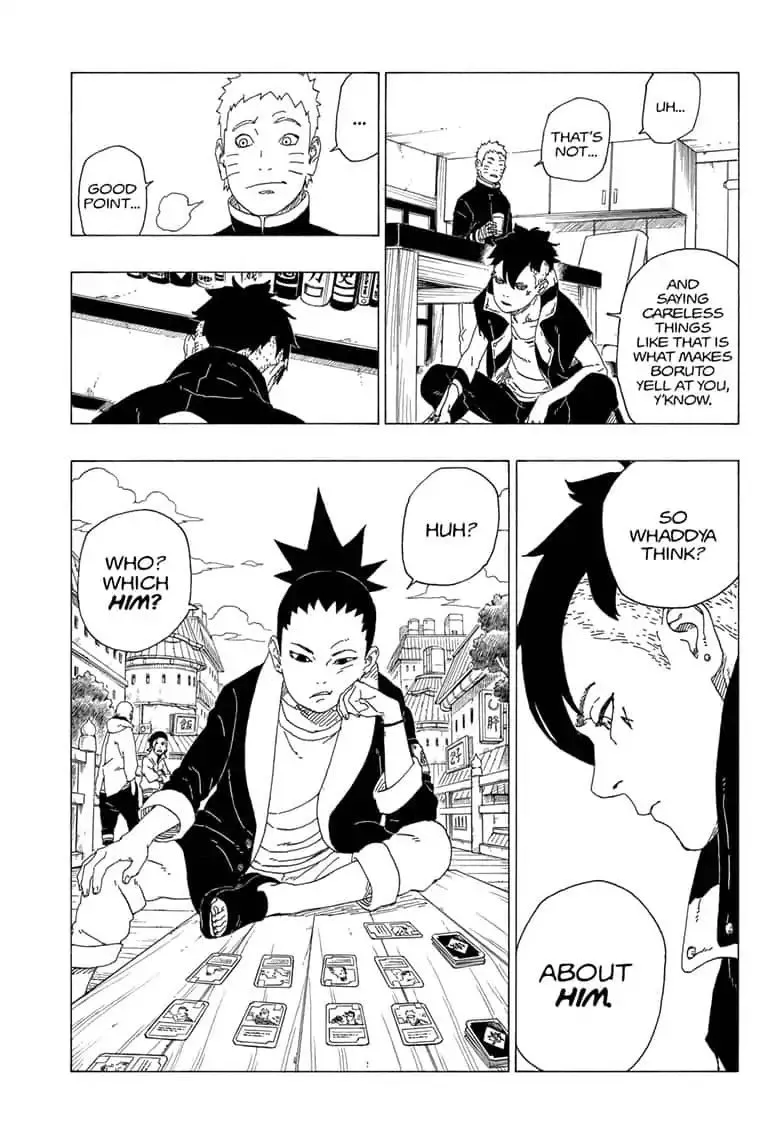 UH...
THAT'S
NOT...
AND
SAYING
CARELESS
THINGS
LIKE THAT IS
WHAT MAKES
BORUTO
YELL AT YOU,
Y'KNOW.
...
GOOD
POINT...
SO
WHADDYA
THINK?
ABOUT
HIM.
HUH?
WHO?
WHICH
HIM?